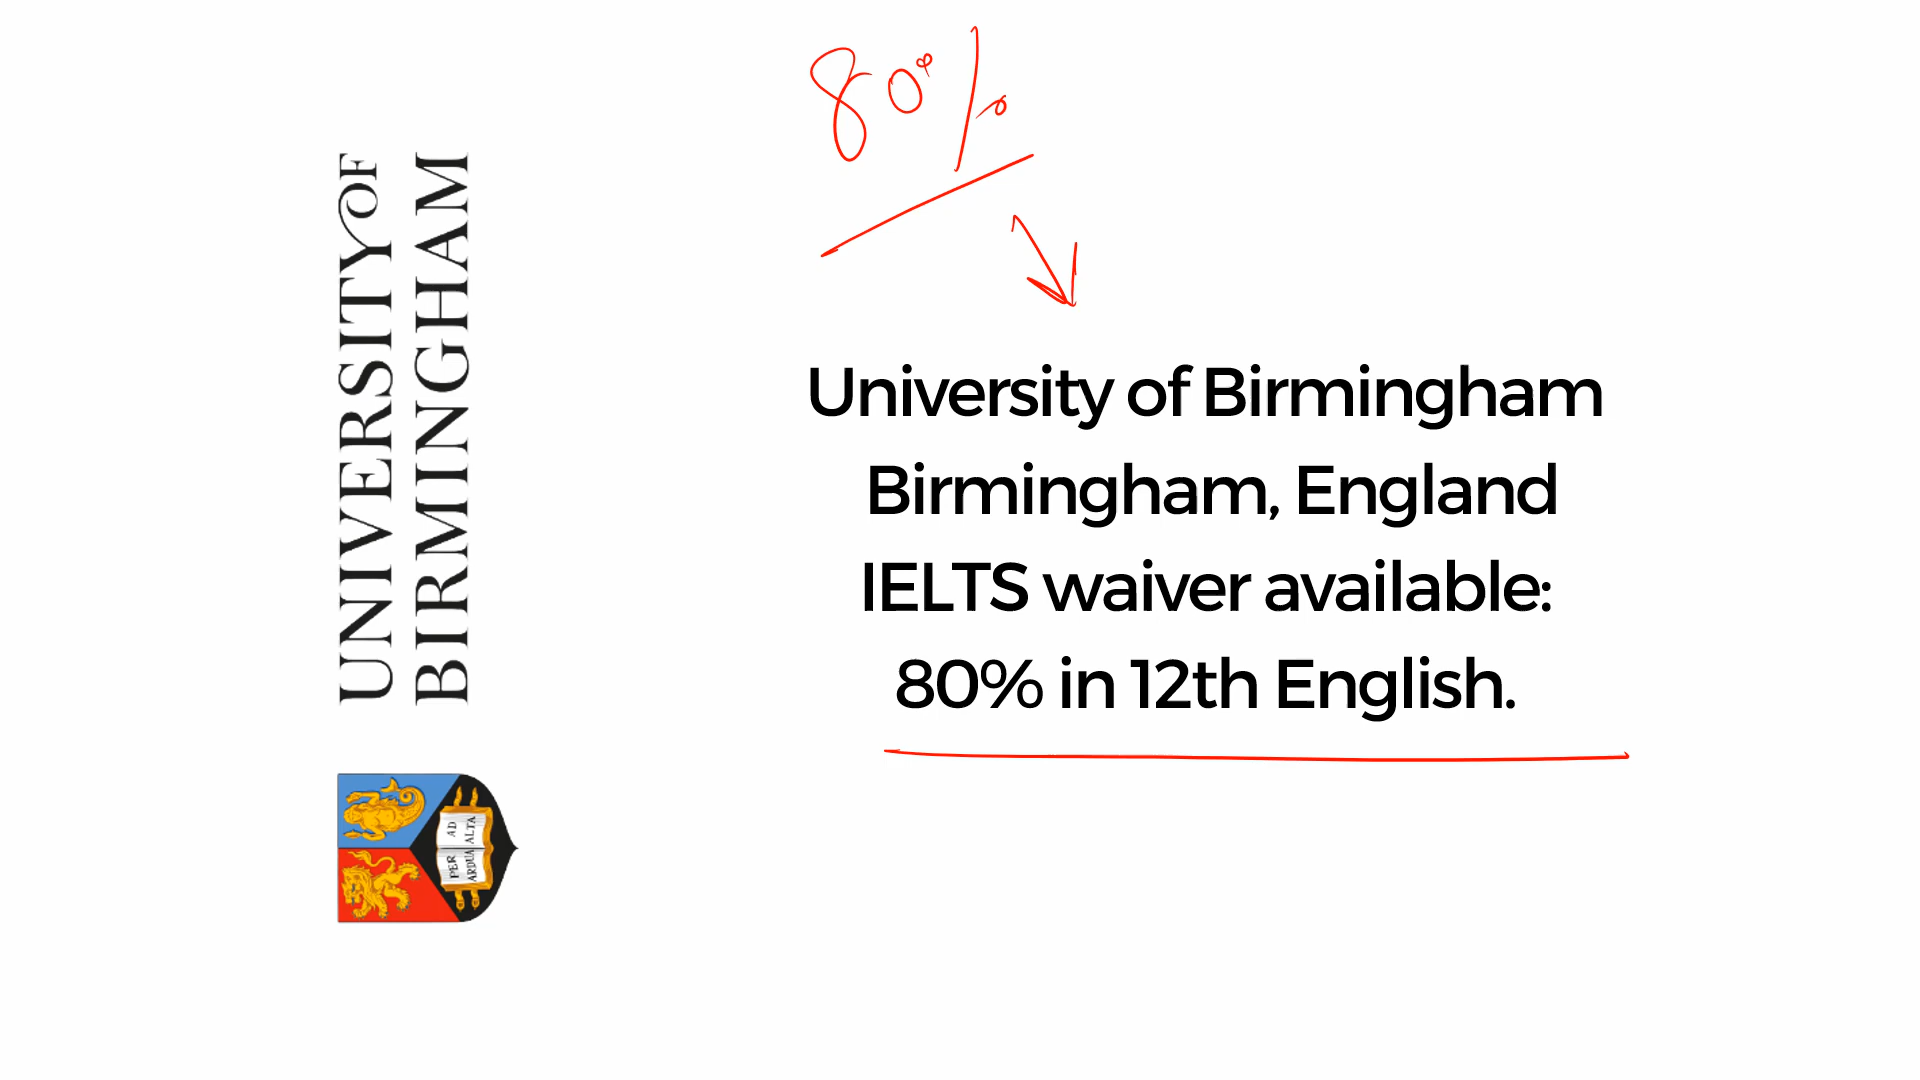 80%
UNIVERSITY OF
BIRMINGHAM
PER AD
ARDUA ALTA
University of Birmingham
Birmingham, England
IELTS waiver available:
80% in 12th English.